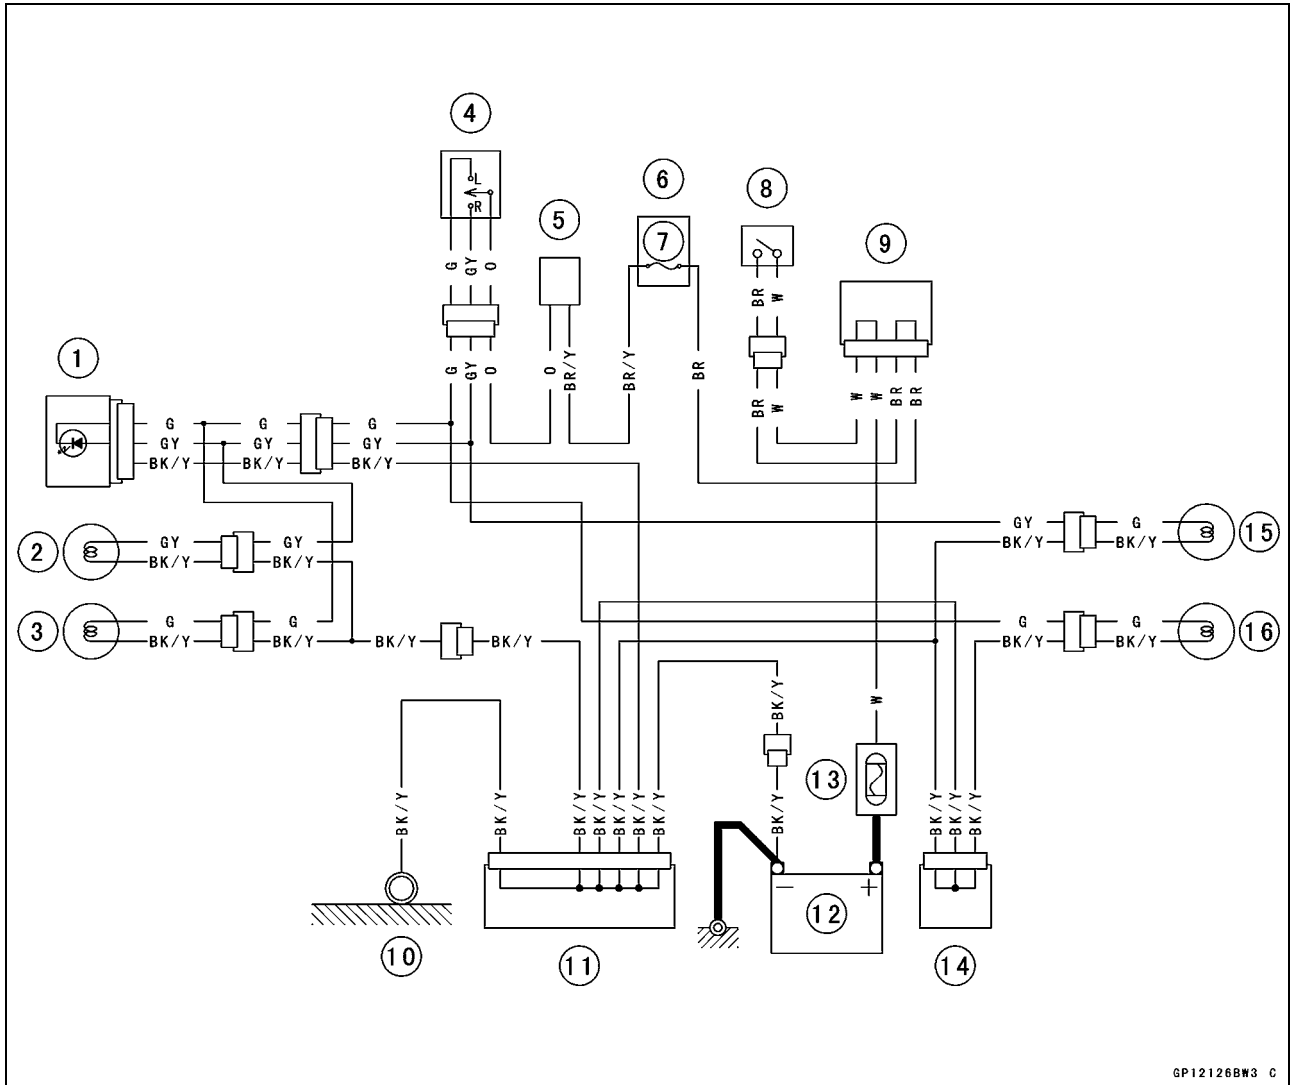 4
6
8
5
7
9
L
R
G GY O
BR W
1
G GY O
O BR/Y
BR/Y
BR
BR W
W W BR BR
G G G
GY GY GY
BK/Y BK/Y BK/Y
2
GY GY
BK/Y BK/Y
GY G
BK/Y BK/Y
15
3
G G
BK/Y BK/Y BK/Y BK/Y
G G
BK/Y BK/Y
16
BK/Y
W
13
BK/Y
BK/Y
BK/Y BK/Y BK/Y BK/Y BK/Y
BK/Y
BK/Y BK/Y BK/Y
− +
12
10
11
14
GP12126BW3 C